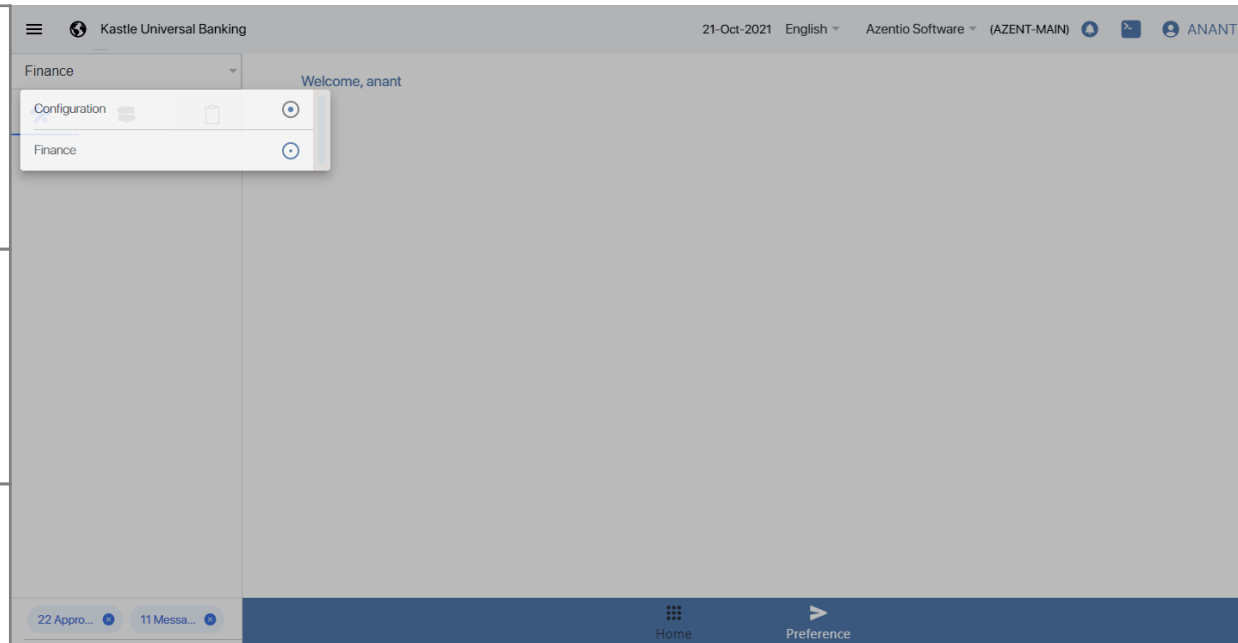 Kastle Universal Banking 21-Oct-2021 English Azentio Software (AZENT-MAIN) ANANT
Finance
Welcome, anant
Configuration
Finance
22 Appro... 11 Messa...
Home Preference